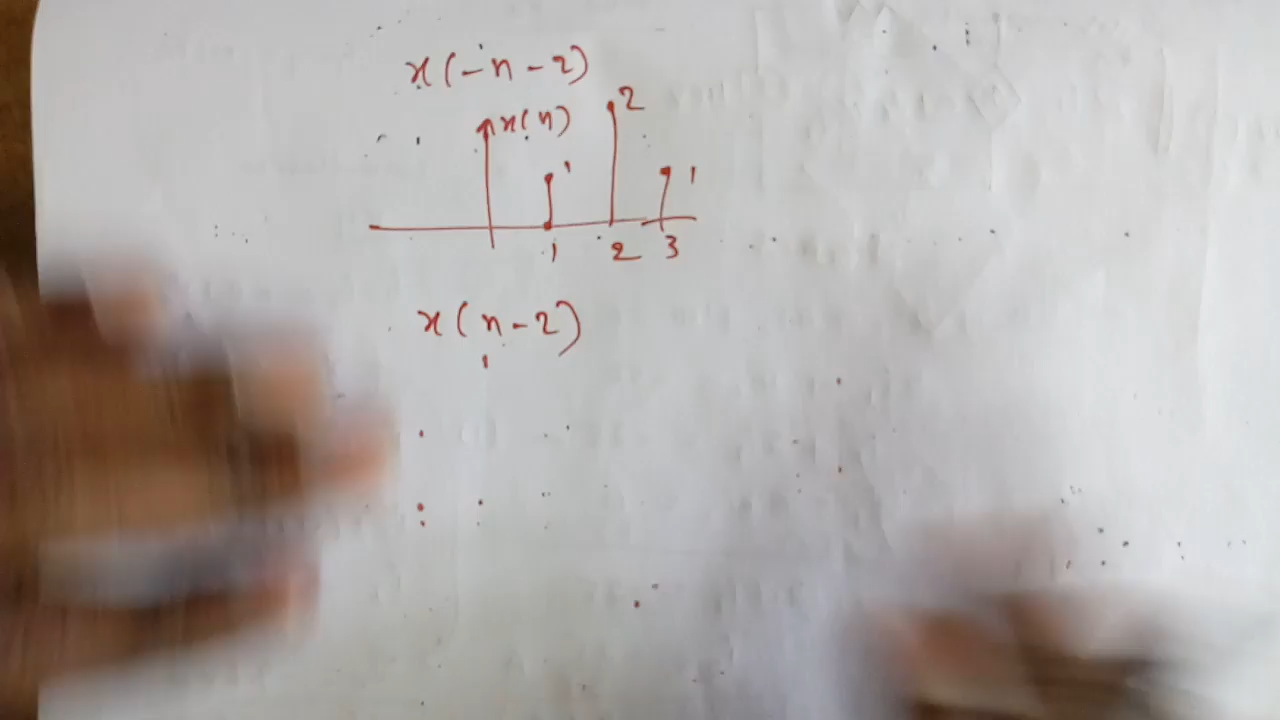 x(-n-2)
x(n)
2
1
1
1 2 3
x(n-2)